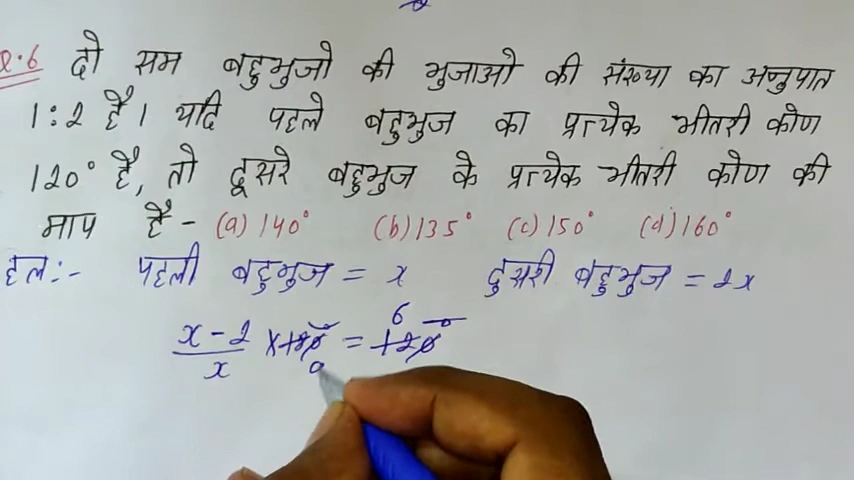 Q.6 दो सम बहुभुजो की भुजाओ की संख्या का अनुपात
1:2 है। यदि पहले बहुभुज का प्रत्येक भीतरी कोण
120° है, तो दूसरे बहुभुज के प्रत्येक भीतरी कोण की
माप है- (a) 140° (b) 135° (c) 150° (d) 160°
हल:- पहली बहुभुज = x दुसरी बहुभुज = 2x
6
x-2/x × 180 = 120